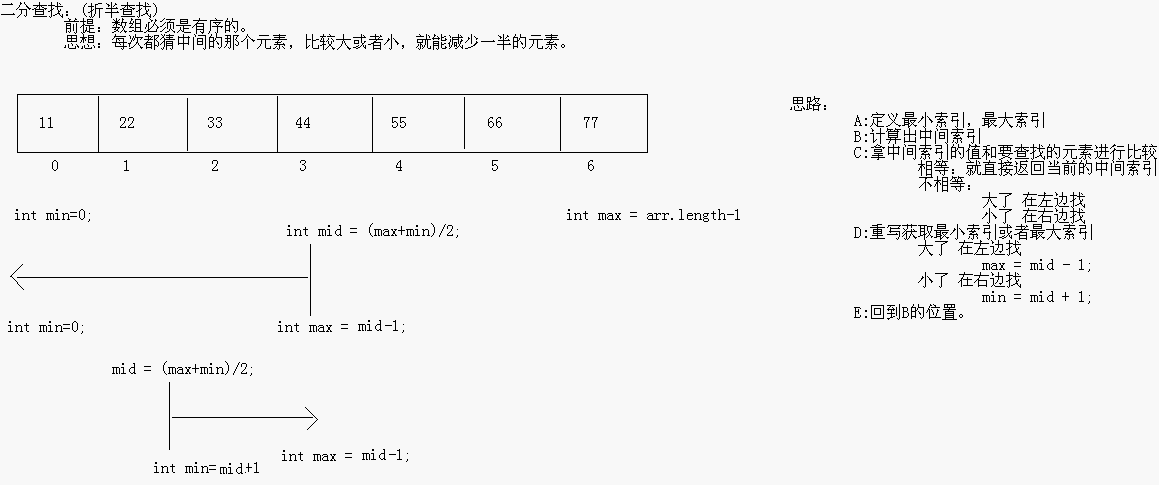 二分查找：(折半查找)
前提：数组必须是有序的。
思想：每次都猜中间的那个元素，比较大或者小，就能减少一半的元素。
11 22 33 44 55 66 77
0 1 2 3 4 5 6
int min=0;
int max = arr.length-1
int mid = (max+min)/2;
int min=0;
int max = mid-1;
mid = (max+min)/2;
int max = mid-1;
int min=mid+1
思路：
A:定义最小索引，最大索引
B:计算出中间索引
C:拿中间索引的值和要查找的元素进行比较
相等：就直接返回当前的中间索引
不相等：
大了 在左边找
小了 在右边找
D:重写获取最小索引或者最大索引
大了 在左边找
max = mid - 1;
小了 在右边找
min = mid + 1;
E:回到B的位置。